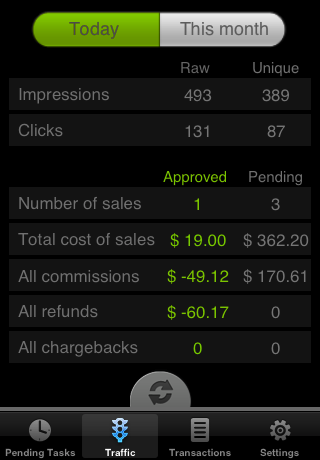 Today This month
Raw Unique
Impressions 493 389
Clicks 131 87
Approved Pending
Number of sales 1 3
Total cost of sales $ 19.00 $ 362.20
All commissions $ -49.12 $ 170.61
All refunds $ -60.17 0
All chargebacks 0 0
Pending Tasks Traffic Transactions Settings